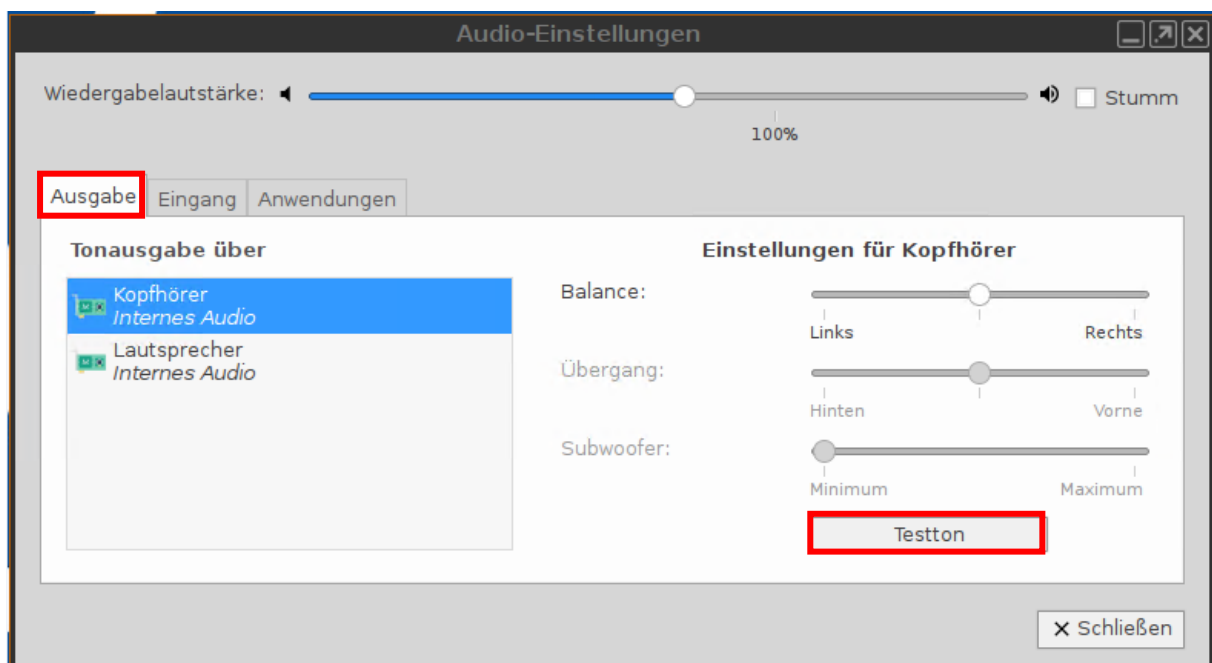 Audio-Einstellungen
Wiedergabelautstärke:
Stumm
100%
Ausgabe Eingang Anwendungen
Tonausgabe über
Kopfhörer
Internes Audio
Lautsprecher
Internes Audio
Einstellungen für Kopfhörer
Balance:
Links Rechts
Übergang:
Hinten Vorne
Subwoofer:
Minimum Maximum
Testton
Schließen